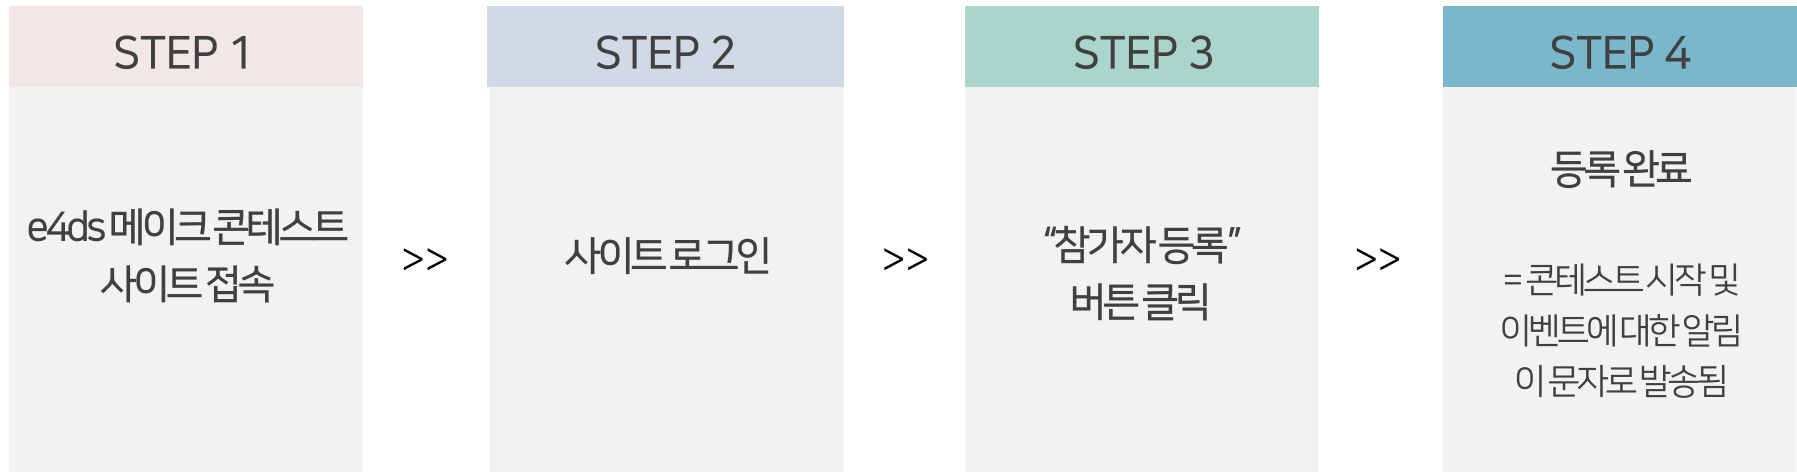 STEP 1
e4ds 메이크 콘테스트
사이트 접속
>>
STEP 2
사이트 로그인
>>
STEP 3
“참가자 등록”
버튼 클릭
>>
STEP 4
등록 완료
= 콘테스트 시작 및
이벤트에 대한 알림
이 문자로 발송됨